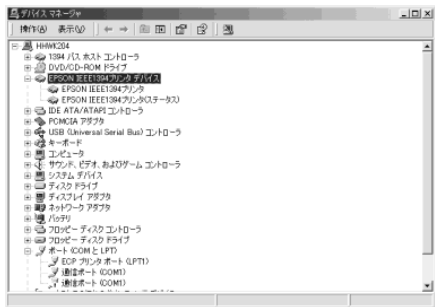 デバイス マネージャ
操作(A) 表示(V)
HHWK204
1394 バス ホスト コントローラ
DVD/CD-ROM ドライブ
EPSON IEEE1394プリンタ デバイス
EPSON IEEE1394プリンタ
EPSON IEEE1394プリンタ(ステータス)
IDE ATA/ATAPI コントローラ
PCMCIA アダプタ
USB (Universal Serial Bus) コントローラ
キーボード
コンピュータ
サウンド、ビデオ、およびゲーム コントローラ
システム デバイス
ディスク ドライブ
ディスプレイ アダプタ
ネットワーク アダプタ
バッテリ
フロッピー ディスク コントローラ
フロッピー ディスク ドライブ
ポート (COM と LPT)
ECP プリンタ ポート (LPT1)
通信ポート (COM1)
通信ポート (COM1)